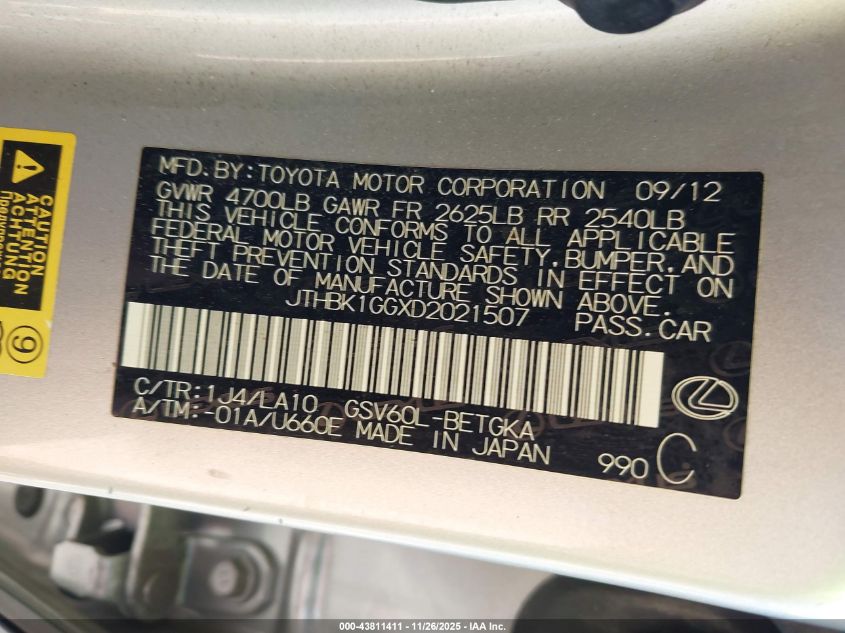 MFD. BY: TOYOTA MOTOR CORPORATION 09/12
GVWR 4700LB GAWR FR 2625LB RR 2540LB
THIS VEHICLE CONFORMS TO ALL APPLICABLE
FEDERAL MOTOR VEHICLE SAFETY, BUMPER, AND
THEFT PREVENTION STANDARDS IN EFFECT ON
THE DATE OF MANUFACTURE SHOWN ABOVE.
JTHBK1GGXD2021507 PASS. CAR
C/TR: 1J4/LA10 GSV60L-BETGKA
A/TM: -01A/U660E MADE IN JAPAN 990 C
CAUTION
ATTENTION
ACHTUNG
9
000-43811411 - 11/26/2025 - IAA Inc.